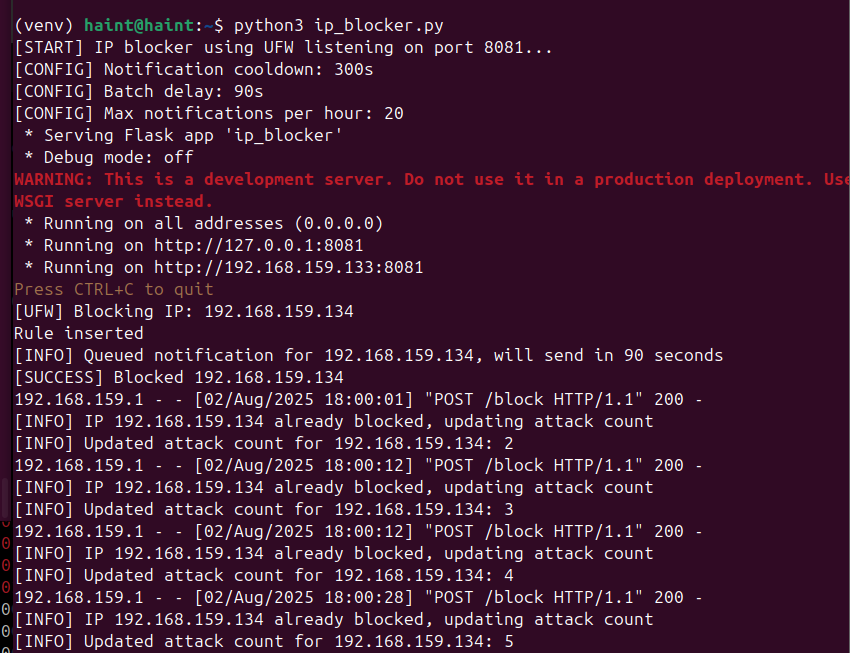 (venv) haint@haint:~$ python3 ip_blocker.py
[START] IP blocker using UFW listening on port 8081...
[CONFIG] Notification cooldown: 300s
[CONFIG] Batch delay: 90s
[CONFIG] Max notifications per hour: 20
 * Serving Flask app 'ip_blocker'
 * Debug mode: off
WARNING: This is a development server. Do not use it in a production deployment. Use
WSGI server instead.
 * Running on all addresses (0.0.0.0)
 * Running on http://127.0.0.1:8081
 * Running on http://192.168.159.133:8081
Press CTRL+C to quit
[UFW] Blocking IP: 192.168.159.134
Rule inserted
[INFO] Queued notification for 192.168.159.134, will send in 90 seconds
[SUCCESS] Blocked 192.168.159.134
192.168.159.1 - - [02/Aug/2025 18:00:01] "POST /block HTTP/1.1" 200 -
[INFO] IP 192.168.159.134 already blocked, updating attack count
[INFO] Updated attack count for 192.168.159.134: 2
192.168.159.1 - - [02/Aug/2025 18:00:12] "POST /block HTTP/1.1" 200 -
[INFO] IP 192.168.159.134 already blocked, updating attack count
[INFO] Updated attack count for 192.168.159.134: 3
192.168.159.1 - - [02/Aug/2025 18:00:12] "POST /block HTTP/1.1" 200 -
[INFO] IP 192.168.159.134 already blocked, updating attack count
[INFO] Updated attack count for 192.168.159.134: 4
192.168.159.1 - - [02/Aug/2025 18:00:28] "POST /block HTTP/1.1" 200 -
[INFO] IP 192.168.159.134 already blocked, updating attack count
[INFO] Updated attack count for 192.168.159.134: 5